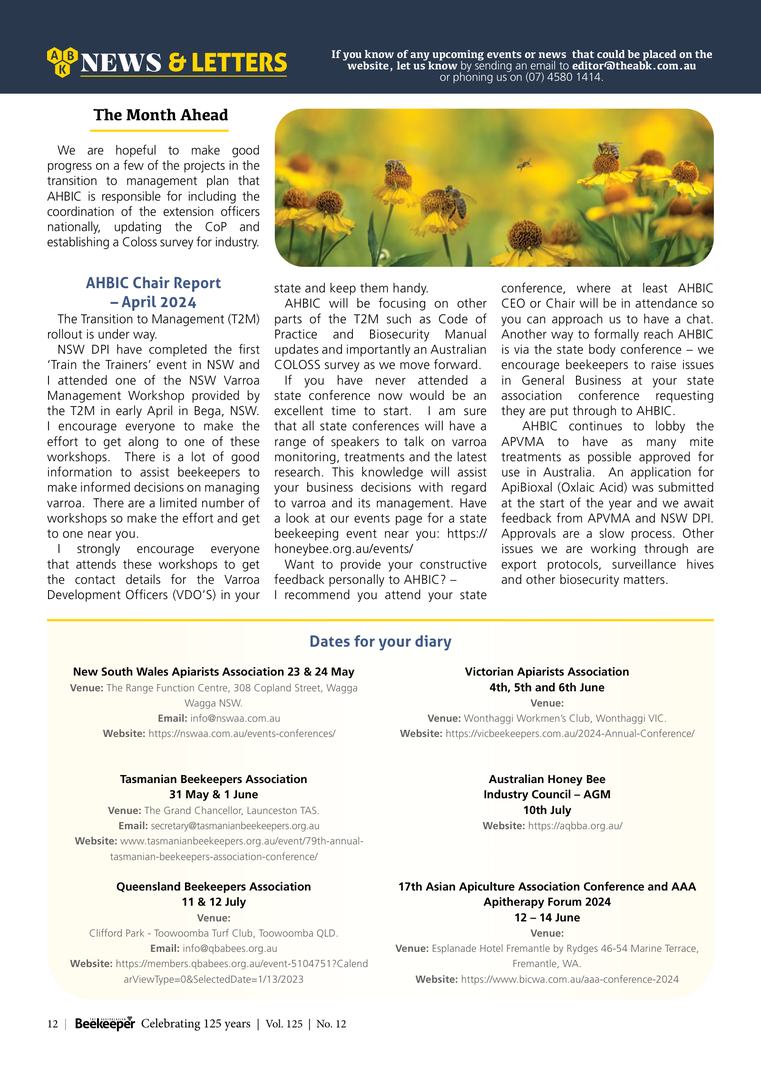 A B K
NEWS & LETTERS
If you know of any upcoming events or news that could be placed on the
website, let us know by sending an email to editor@theabk.com.au
or phoning us on (07) 4580 1414.
The Month Ahead
We are hopeful to make good
progress on a few of the projects in the
transition to management plan that
AHBIC is responsible for including the
coordination of the extension officers
nationally, updating the CoP and
establishing a Coloss survey for industry.
AHBIC Chair Report
– April 2024
The Transition to Management (T2M)
rollout is under way.
NSW DPI have completed the first
‘Train the Trainers’ event in NSW and
I attended one of the NSW Varroa
Management Workshop provided by
the T2M in early April in Bega, NSW.
I encourage everyone to make the
effort to get along to one of these
workshops. There is a lot of good
information to assist beekeepers to
make informed decisions on managing
varroa. There are a limited number of
workshops so make the effort and get
to one near you.
I strongly encourage everyone
that attends these workshops to get
the contact details for the Varroa
Development Officers (VDO’S) in your
state and keep them handy.
AHBIC will be focusing on other
parts of the T2M such as Code of
Practice and Biosecurity Manual
updates and importantly an Australian
COLOSS survey as we move forward.
If you have never attended a
state conference now would be an
excellent time to start. I am sure
that all state conferences will have a
range of speakers to talk on varroa
monitoring, treatments and the latest
research. This knowledge will assist
your business decisions with regard
to varroa and its management. Have
a look at our events page for a state
beekeeping event near you: https://
honeybee.org.au/events/
Want to provide your constructive
feedback personally to AHBIC? –
I recommend you attend your state
conference, where at least AHBIC
CEO or Chair will be in attendance so
you can approach us to have a chat.
Another way to formally reach AHBIC
is via the state body conference – we
encourage beekeepers to raise issues
in General Business at your state
association conference requesting
they are put through to AHBIC.
AHBIC continues to lobby the
APVMA to have as many mite
treatments as possible approved for
use in Australia. An application for
ApiBioxal (Oxlaic Acid) was submitted
at the start of the year and we await
feedback from APVMA and NSW DPI.
Approvals are a slow process. Other
issues we are working through are
export protocols, surveillance hives
and other biosecurity matters.
Dates for your diary
New South Wales Apiarists Association 23 & 24 May
Venue: The Range Function Centre, 308 Copland Street, Wagga
Wagga NSW.
Email: info@nswaa.com.au
Website: https://nswaa.com.au/events-conferences/
Tasmanian Beekeepers Association
31 May & 1 June
Venue: The Grand Chancellor, Launceston TAS.
Email: secretary@tasmanianbeekeepers.org.au
Website: www.tasmanianbeekeepers.org.au/event/79th-annual-
tasmanian-beekeepers-association-conference/
Queensland Beekeepers Association
11 & 12 July
Venue:
Clifford Park - Toowoomba Turf Club, Toowoomba QLD.
Email: info@qbabees.org.au
Website: https://members.qbabees.org.au/event-5104751?Calend
arViewType=0&SelectedDate=1/13/2023
Victorian Apiarists Association
4th, 5th and 6th June
Venue:
Venue: Wonthaggi Workmen’s Club, Wonthaggi VIC.
Website: https://vicbeekeepers.com.au/2024-Annual-Conference/
Australian Honey Bee
Industry Council – AGM
10th July
Website: https://aqbba.org.au/
17th Asian Apiculture Association Conference and AAA
Apitherapy Forum 2024
12 – 14 June
Venue:
Venue: Esplanade Hotel Fremantle by Rydges 46-54 Marine Terrace,
Fremantle, WA.
Website: https://www.bicwa.com.au/aaa-conference-2024
12 | Beekeeper Celebrating 125 years | Vol. 125 | No. 12